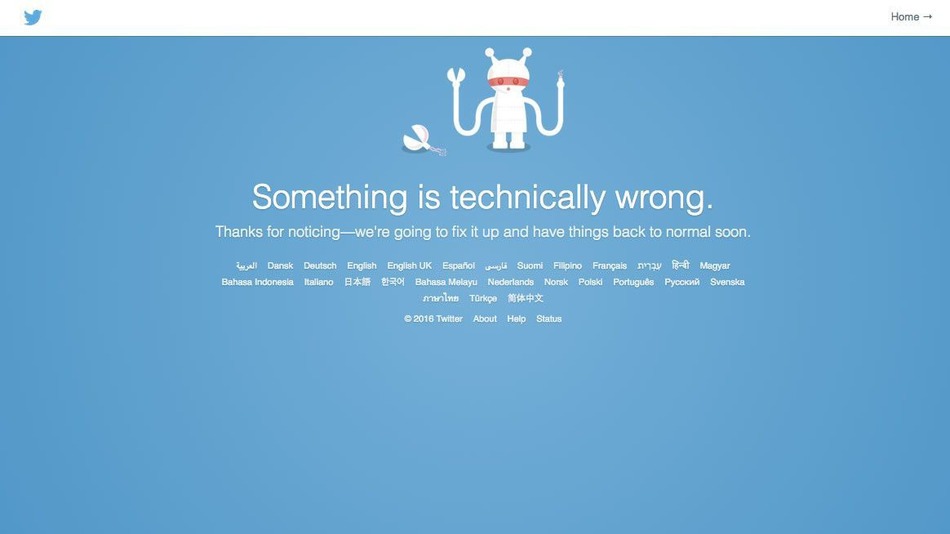 Home →
Something is technically wrong.
Thanks for noticing—we're going to fix it up and have things back to normal soon.
العربية Dansk Deutsch English English UK Español فارسی Suomi Filipino Français עִבְרִית हिन्दी Magyar
Bahasa Indonesia Italiano 日本語 한국어 Bahasa Melayu Nederlands Norsk Polski Português Русский Svenska
ภาษาไทย Türkçe 简体中文
© 2016 Twitter About Help Status